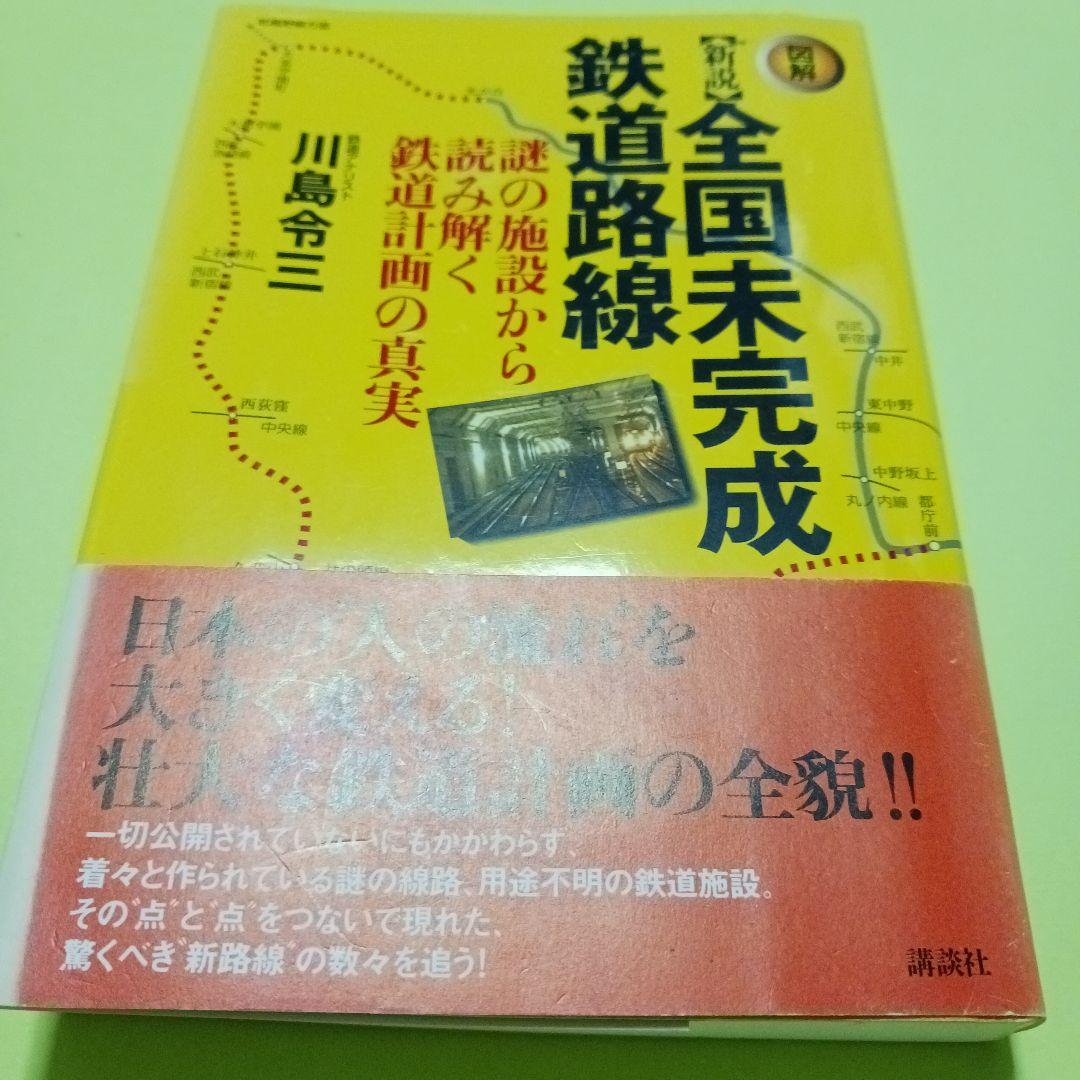 図解
【新説】全国未完成
鉄道路線
謎の施設から
読み解く
鉄道計画の真実
鉄道アナリスト
川島令三
上石神井
西武
新宿線
西荻窪
中央線
西武
新宿線
中井
東中野
中央線
中野坂上
丸ノ内線
都庁前
日本の人の流れを
大きく変える!
壮大な鉄道計画の全貌!!
一切公開されていないにもかかわらず、
着々と作られている謎の線路、用途不明の鉄道施設。
その〝点〟と〝点〟をつないで現れた、
驚くべき〝新路線〟の数々を追う!
講談社